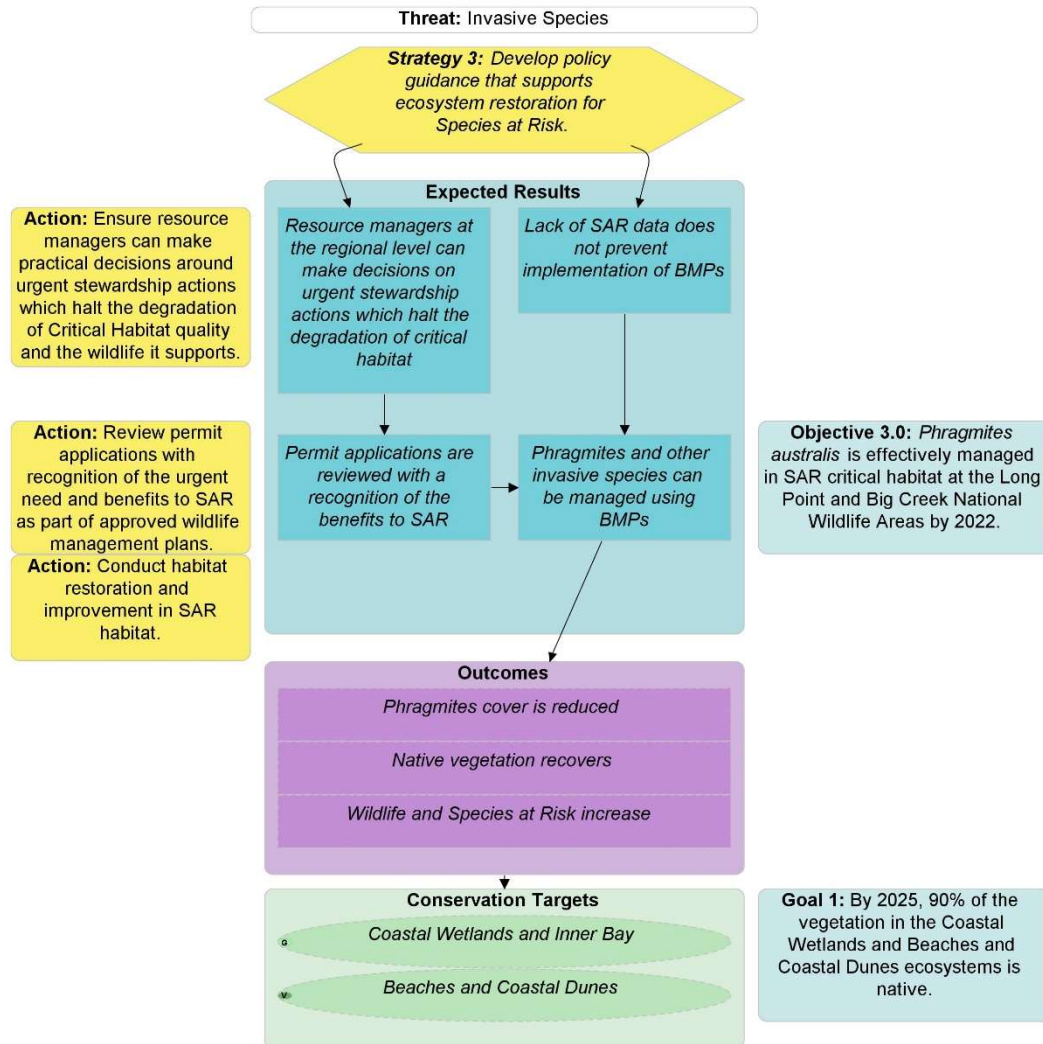 Threat: Invasive Species
Strategy 3: Develop policy
guidance that supports
ecosystem restoration for
Species at Risk.
Expected Results
Action: Ensure resource
managers can make
practical decisions around
urgent stewardship actions
which halt the degradation
of Critical Habitat quality
and the wildlife it supports.
Resource managers at
the regional level can
make decisions on
urgent stewardship
actions which halt the
degradation of critical
habitat
Lack of SAR data does
not prevent
implementation of BMPs
Action: Review permit
applications with
recognition of the urgent
need and benefits to SAR
as part of approved wildlife
management plans.
Action: Conduct habitat
restoration and
improvement in SAR
habitat.
Permit applications are
reviewed with a
recognition of the
benefits to SAR
Phragmites and other
invasive species can
be managed using
BMPs
Objective 3.0: Phragmites
australis is effectively managed
in SAR critical habitat at the Long
Point and Big Creek National
Wildlife Areas by 2022.
Outcomes
Phragmites cover is reduced
Native vegetation recovers
Wildlife and Species at Risk increase
Conservation Targets
G
Coastal Wetlands and Inner Bay
V
Beaches and Coastal Dunes
Goal 1: By 2025, 90% of the
vegetation in the Coastal
Wetlands and Beaches and
Coastal Dunes ecosystems is
native.